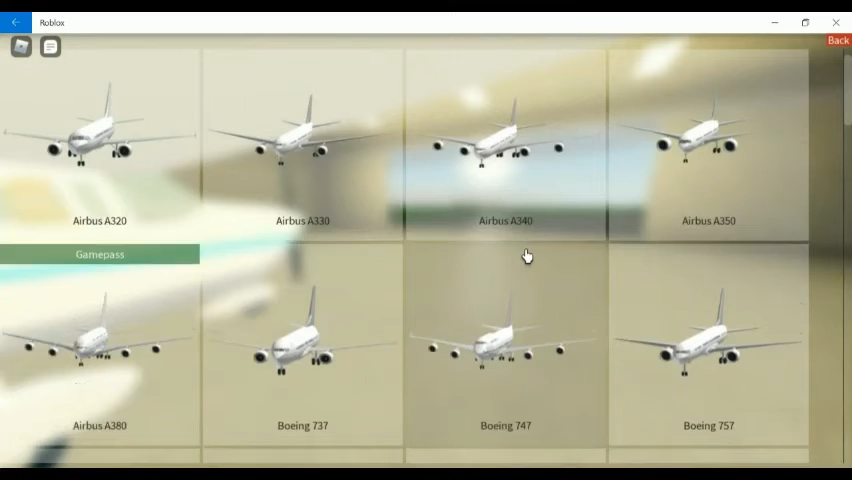 Roblox
Back
Airbus A320
Airbus A330
Airbus A340
Airbus A350
Gamepass
Airbus A380
Boeing 737
Boeing 747
Boeing 757